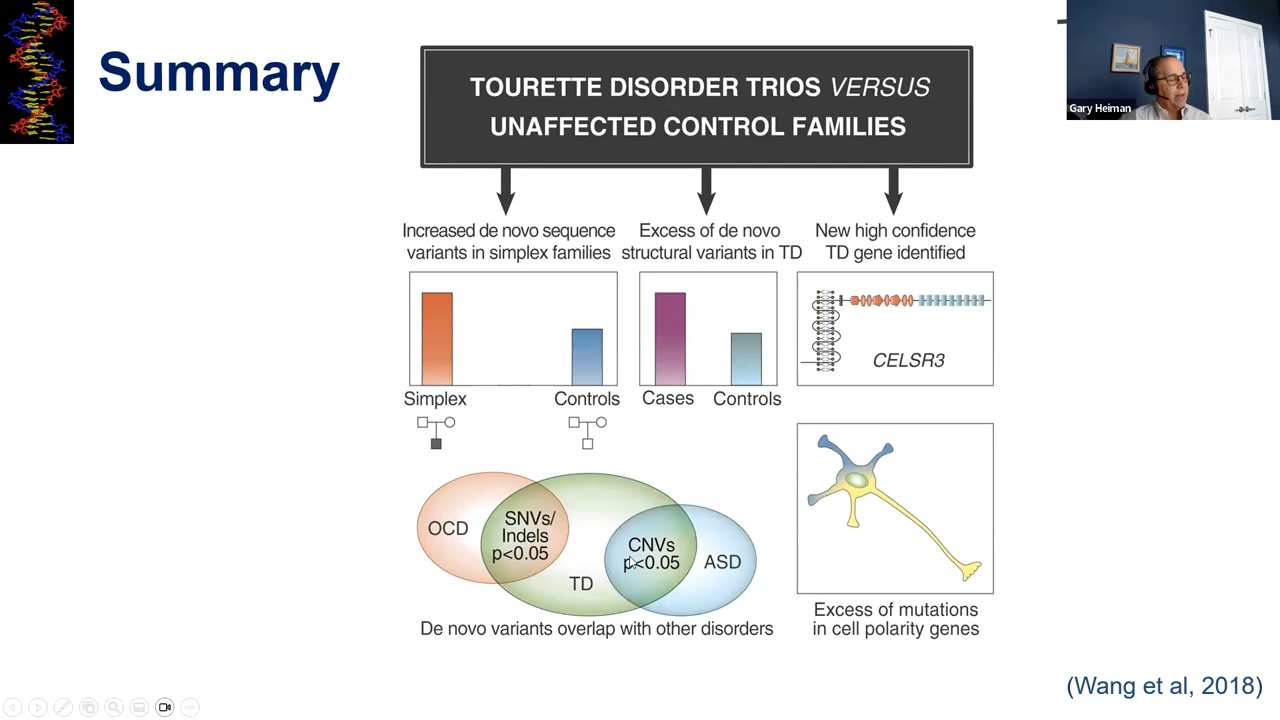 Summary
Gary Heiman
TOURETTE DISORDER TRIOS VERSUS
UNAFFECTED CONTROL FAMILIES
Increased de novo sequence
variants in simplex families
Excess of de novo
structural variants in TD
New high confidence
TD gene identified
Simplex
Controls
Cases
Controls
CELSR3
OCD
SNVs/
Indels
p<0.05
TD
CNVs
p<0.05
ASD
De novo variants overlap with other disorders
Excess of mutations
in cell polarity genes
(Wang et al, 2018)